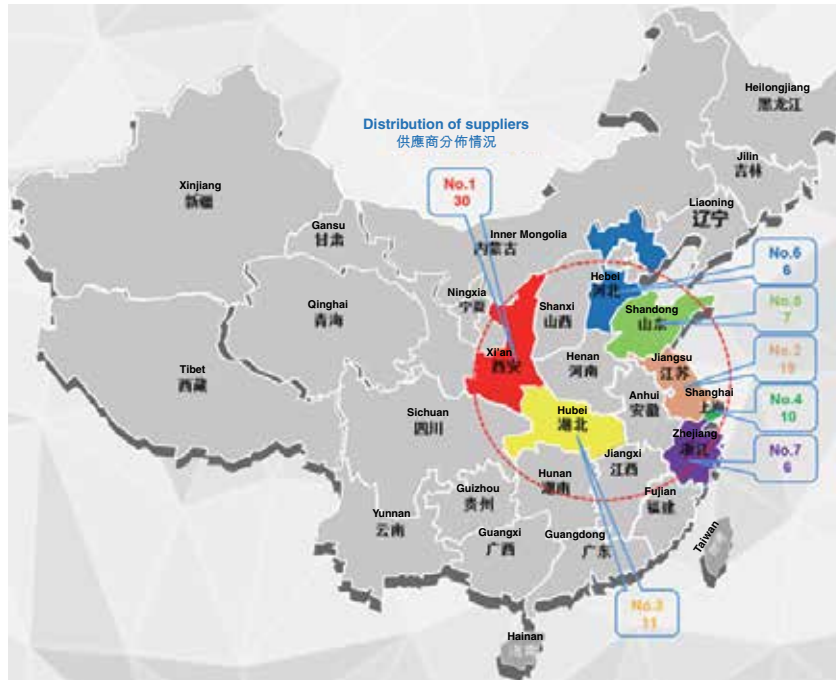 Distribution of suppliers
供應商分佈情況
No.1
30
Heilongjiang
黑龙江
Jilin
吉林
Liaoning
辽宁
Xinjiang
新疆
Gansu
甘肃
Inner Mongolia
内蒙古
Hebei
河北
No.6
6
Ningxia
宁夏
Qinghai
青海
Shanxi
山西
Shandong
山东
7
Xi'an
西安
Henan
河南
Jiangsu
江苏
No.2
19
Tibet
西藏
Anhui
安徽
Shanghai
上海
No.4
10
Sichuan
四川
Hubei
湖北
Zhejiang
浙江
No.7
6
Jiangxi
江西
Hunan
湖南
Guizhou
贵州
Fujian
福建
Yunnan
云南
Guangxi
广西
Guangdong
广东
Taiwan
No.3
11
Hainan